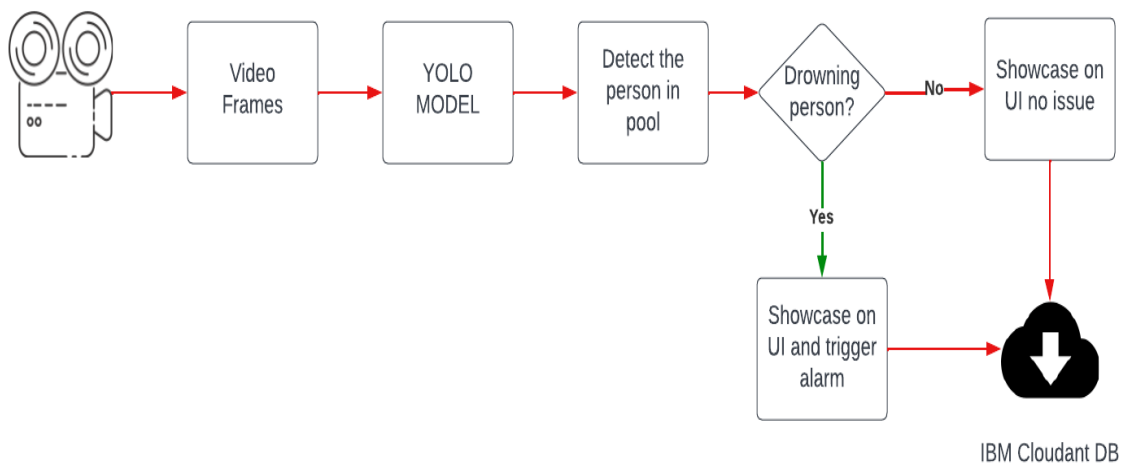 Video
Frames
YOLO
MODEL
Detect the
person in
pool
Drowning
person?
No
Showcase on
UI no issue
Yes
Showcase on
UI and trigger
alarm
IBM Cloudant DB